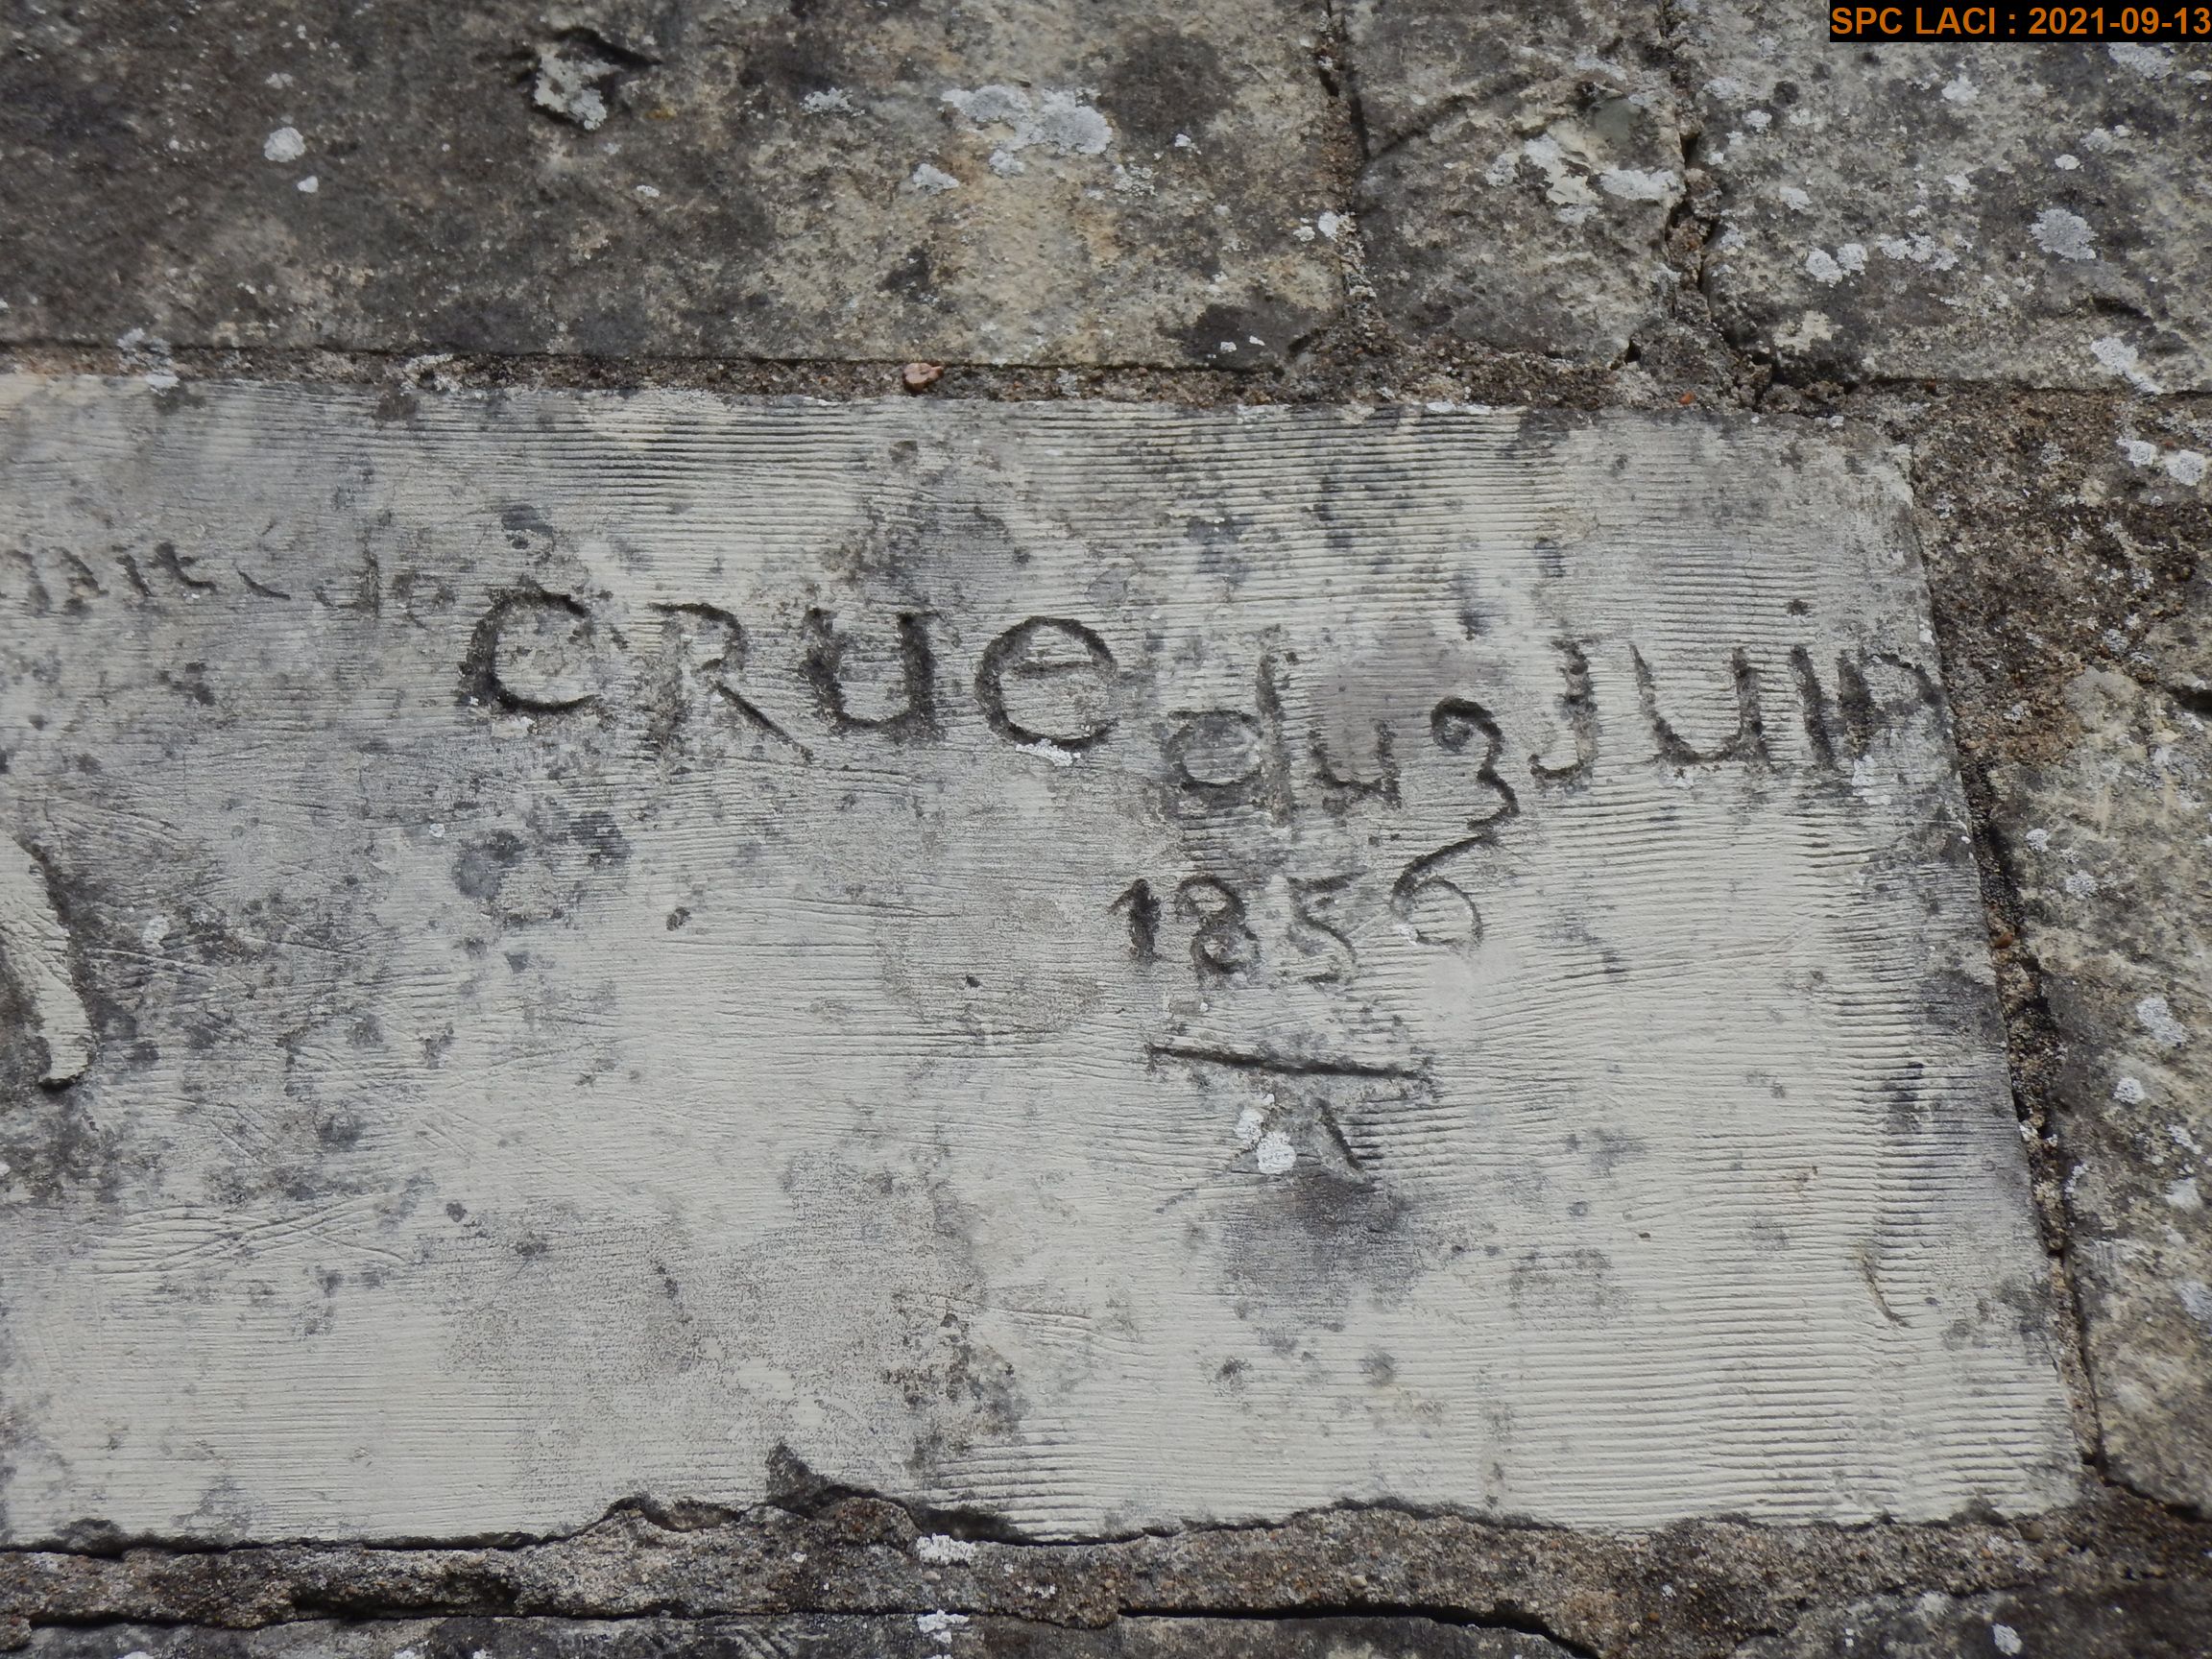 SPC LACI : 2021-09-13
CRUe du 3 JUin
1856